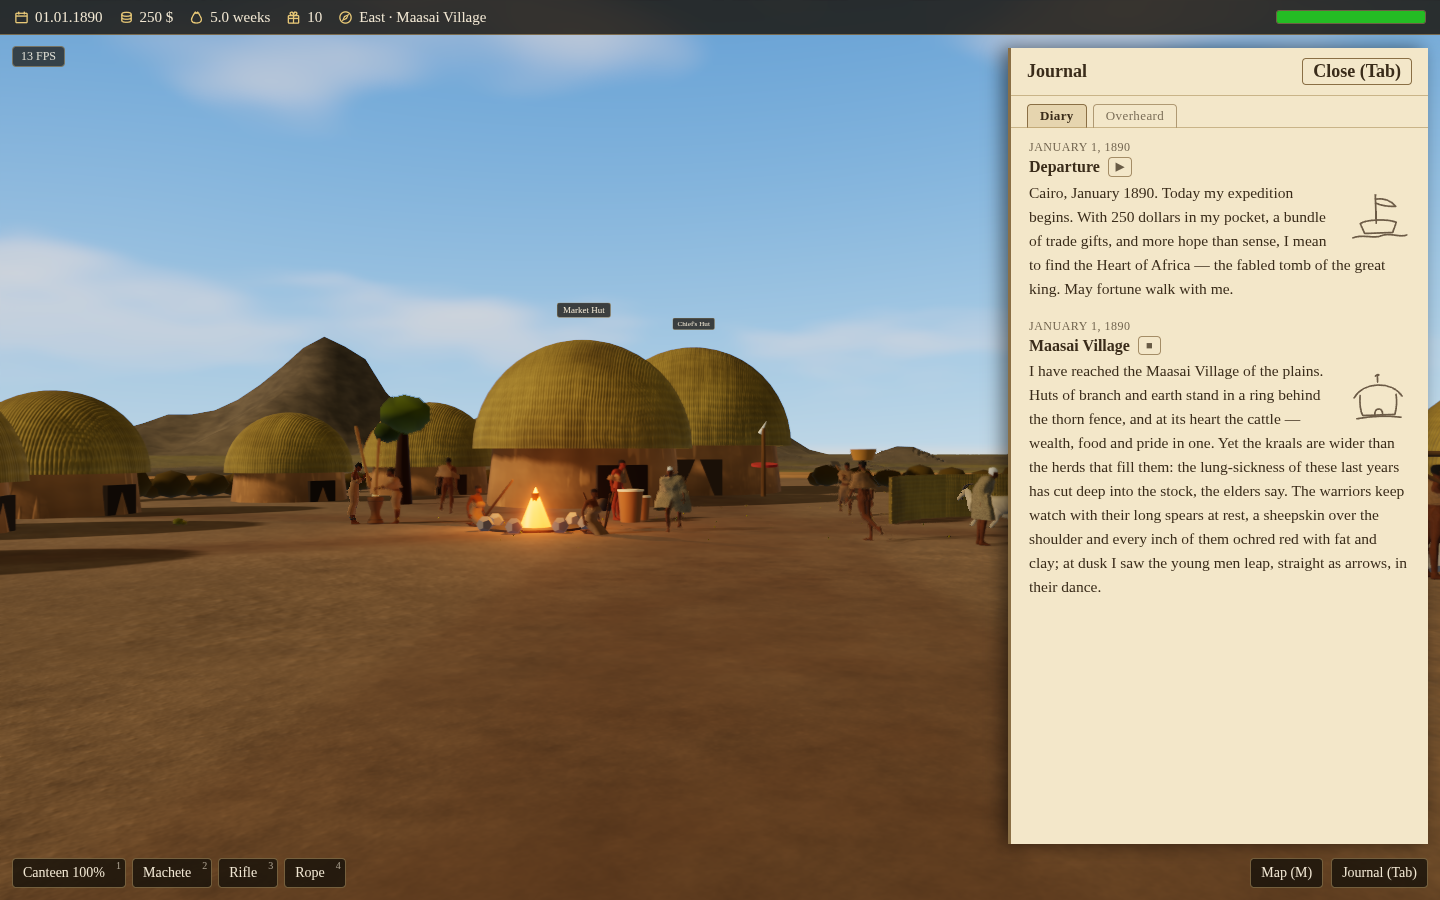 01.01.1890 250 $ 5.0 weeks 10 East · Maasai Village
13 FPS
Journal Close (Tab)
Diary Overheard
JANUARY 1, 1890
Departure
Cairo, January 1890. Today my expedition
begins. With 250 dollars in my pocket, a bundle
of trade gifts, and more hope than sense, I mean
to find the Heart of Africa — the fabled tomb of the great
king. May fortune walk with me.
JANUARY 1, 1890
Maasai Village
I have reached the Maasai Village of the plains.
Huts of branch and earth stand in a ring behind
the thorn fence, and at its heart the cattle —
wealth, food and pride in one. Yet the kraals are wider than
the herds that fill them: the lung-sickness of these last years
has cut deep into the stock, the elders say. The warriors keep
watch with their long spears at rest, a sheepskin over the
shoulder and every inch of them ochred red with fat and
clay; at dusk I saw the young men leap, straight as arrows, in
their dance.
Market Hut
Chief's Hut
Canteen 100% 1 Machete 2 Rifle 3 Rope 4
Map (M) Journal (Tab)